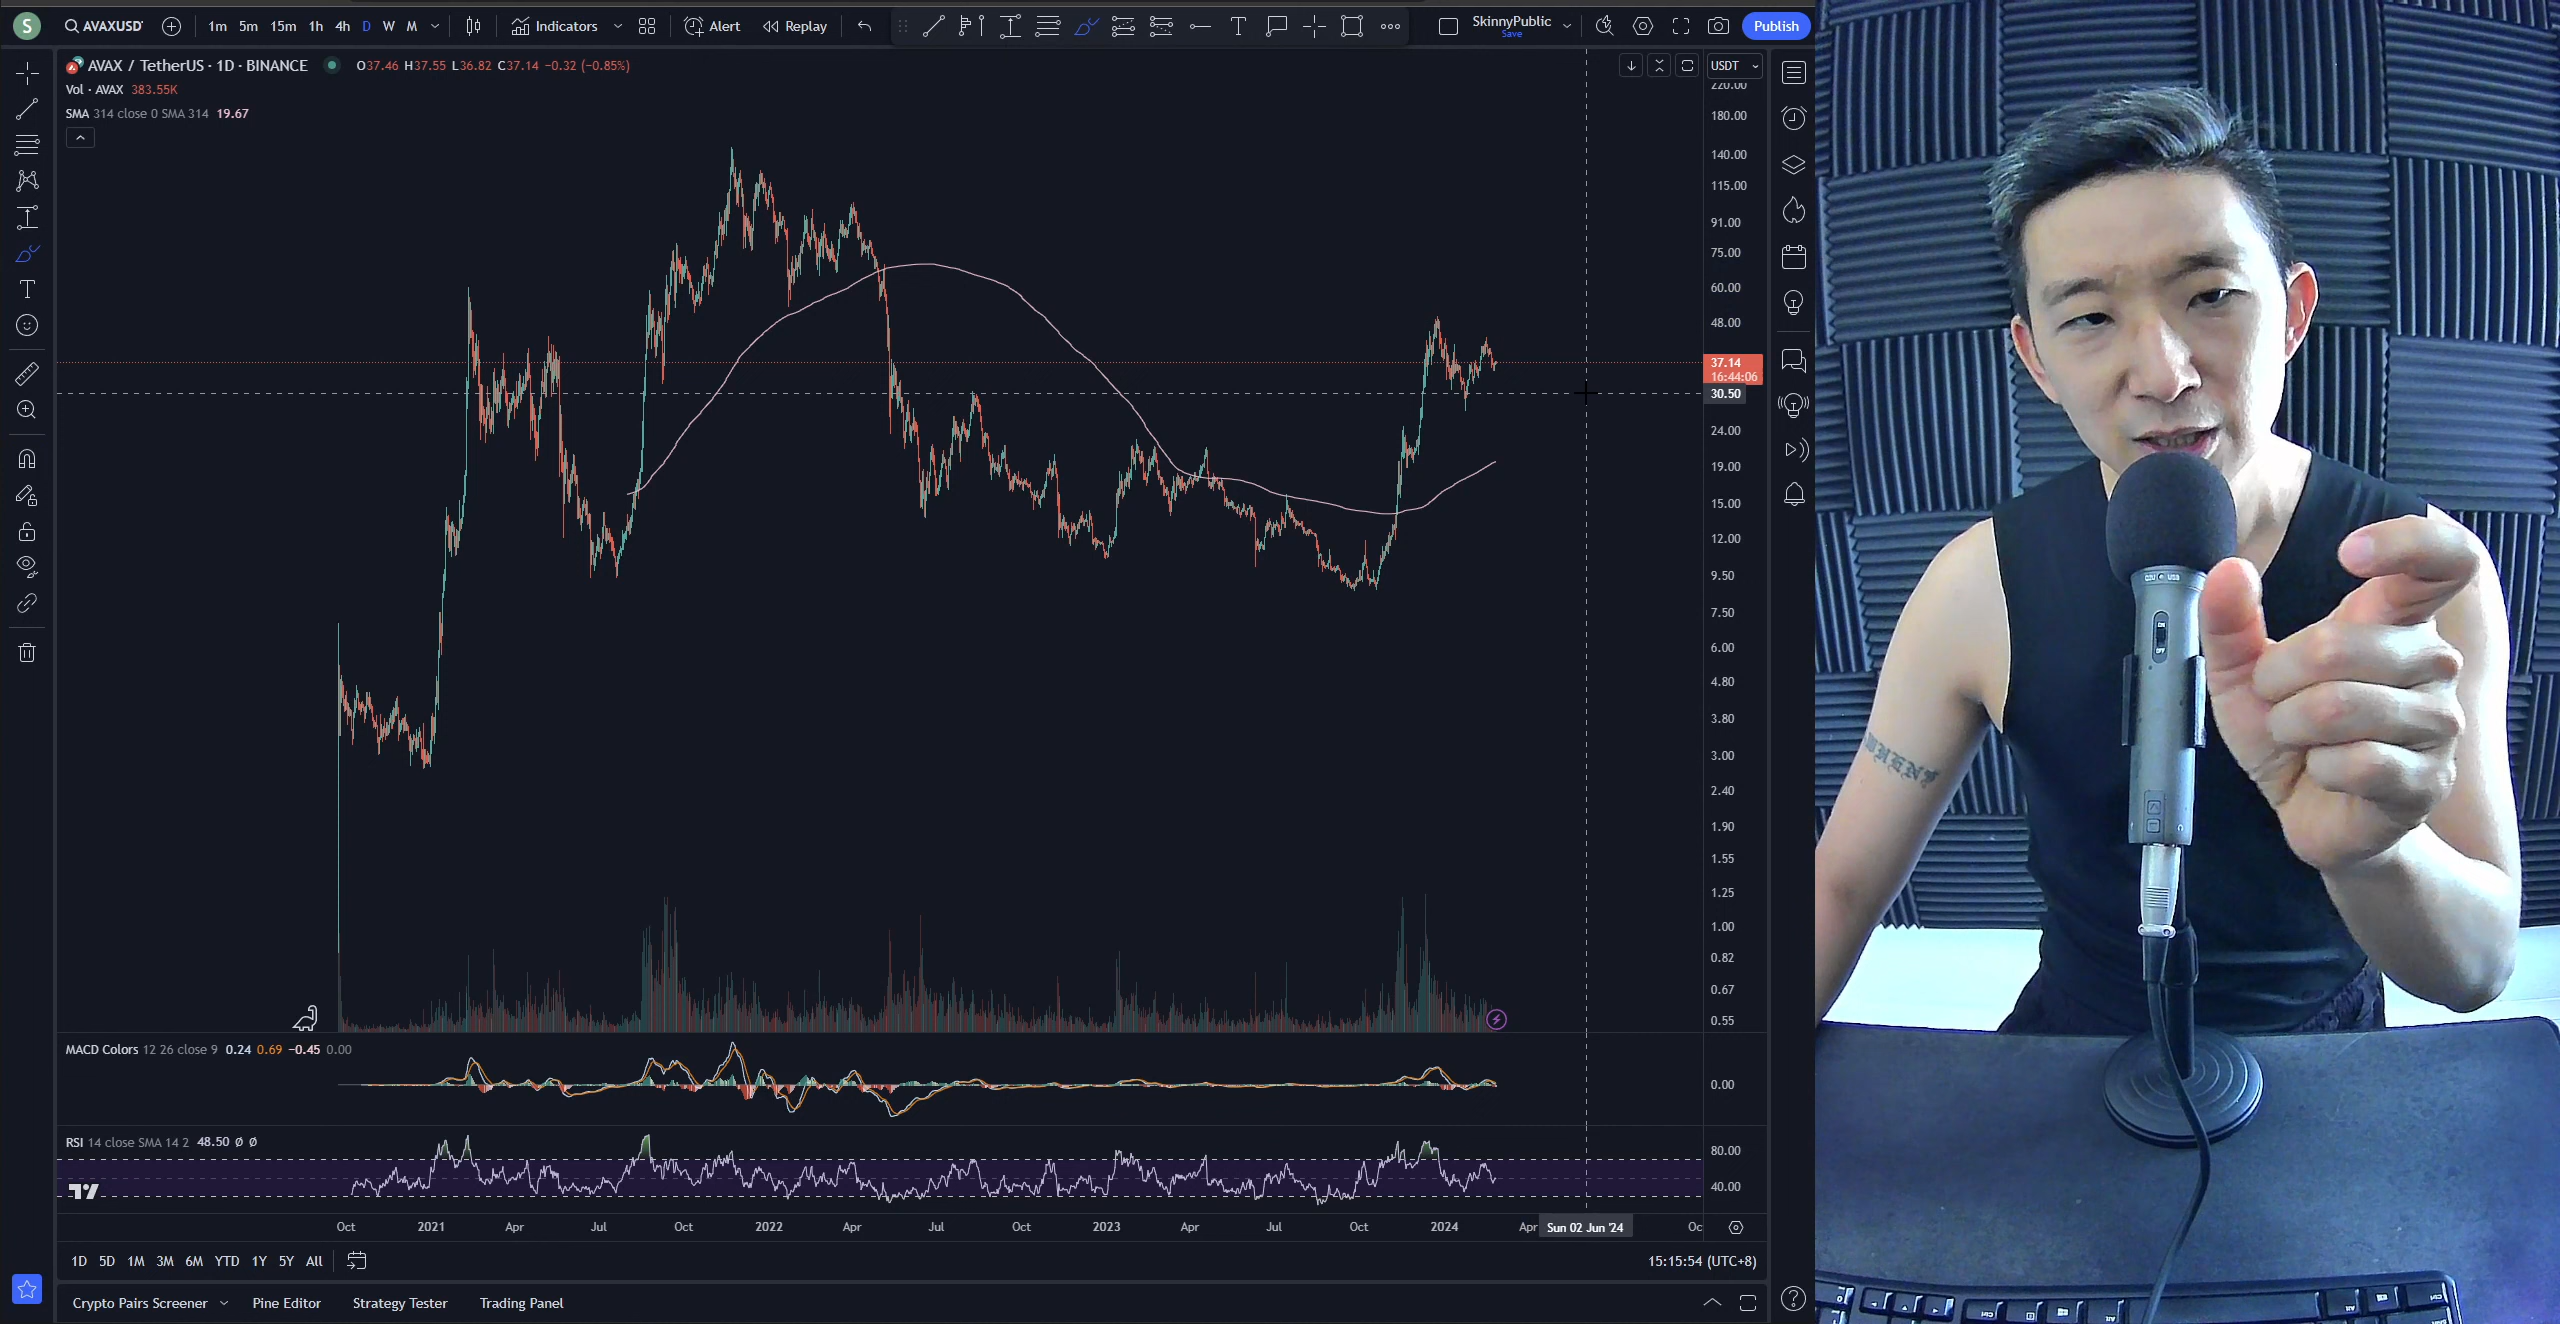 S AVAXUSD 1m 5m 15m 1h 4h D W M Indicators Alert Replay SkinnyPublic Save Publish
AVAX / TetherUS · 1D · BINANCE O37.46 H37.55 L36.82 C37.14 −0.32 (−0.85%) USDT
Vol · AVAX 383.55K
SMA 314 close 0 SMA 314 19.67
220.00
180.00
140.00
115.00
91.00
75.00
60.00
48.00
37.14
16:44:06
30.50
24.00
19.00
15.00
12.00
9.50
7.50
6.00
4.80
3.80
3.00
2.40
1.90
1.55
1.25
1.00
0.82
0.67
0.55
MACD Colors 12 26 close 9 0.24 0.69 −0.45 0.00
0.00
RSI 14 close SMA 14 2 48.50 Ø Ø
80.00
40.00
Oct 2021 Apr Jul Oct 2022 Apr Jul Oct 2023 Apr Jul Oct 2024 Apr Sun 02 Jun '24 Oc
1D 5D 1M 3M 6M YTD 1Y 5Y All 15:15:54 (UTC+8)
Crypto Pairs Screener Pine Editor Strategy Tester Trading Panel
ON
OFF